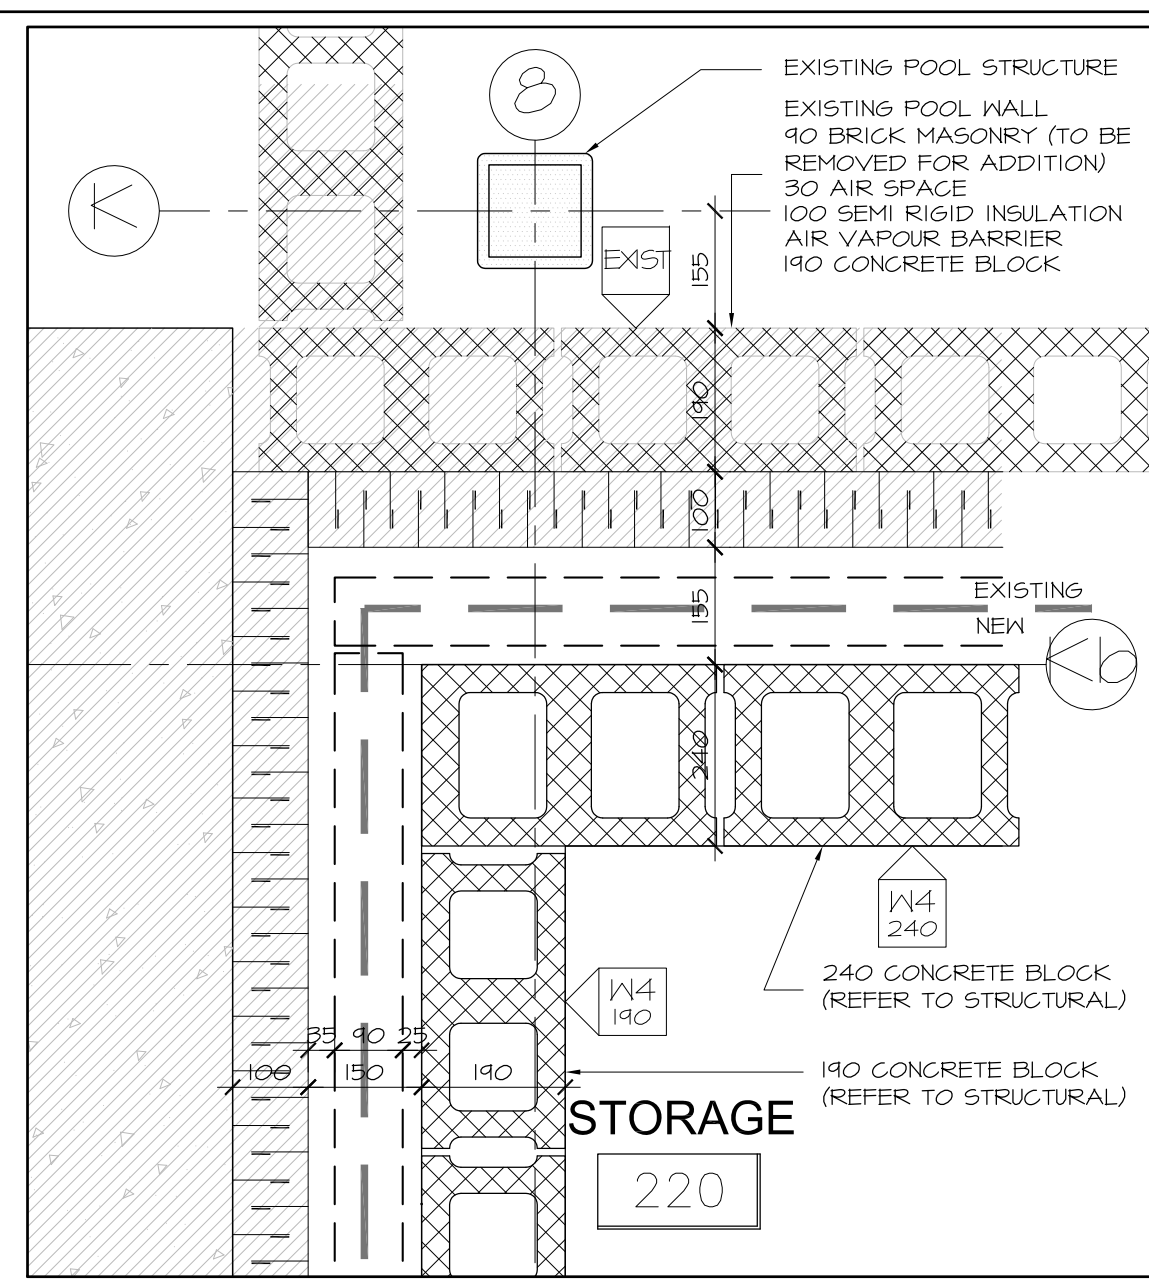 8
EXISTING POOL STRUCTURE
EXISTING POOL WALL
90 BRICK MASONRY (TO BE
REMOVED FOR ADDITION)
30 AIR SPACE
100 SEMI RIGID INSULATION
AIR VAPOUR BARRIER
190 CONCRETE BLOCK
K
EXIST
155
190
100
155
EXISTING
NEW
Kb
240
W4
240
240 CONCRETE BLOCK
(REFER TO STRUCTURAL)
W4
190
35 90 25
100 150 190
190 CONCRETE BLOCK
(REFER TO STRUCTURAL)
STORAGE
220